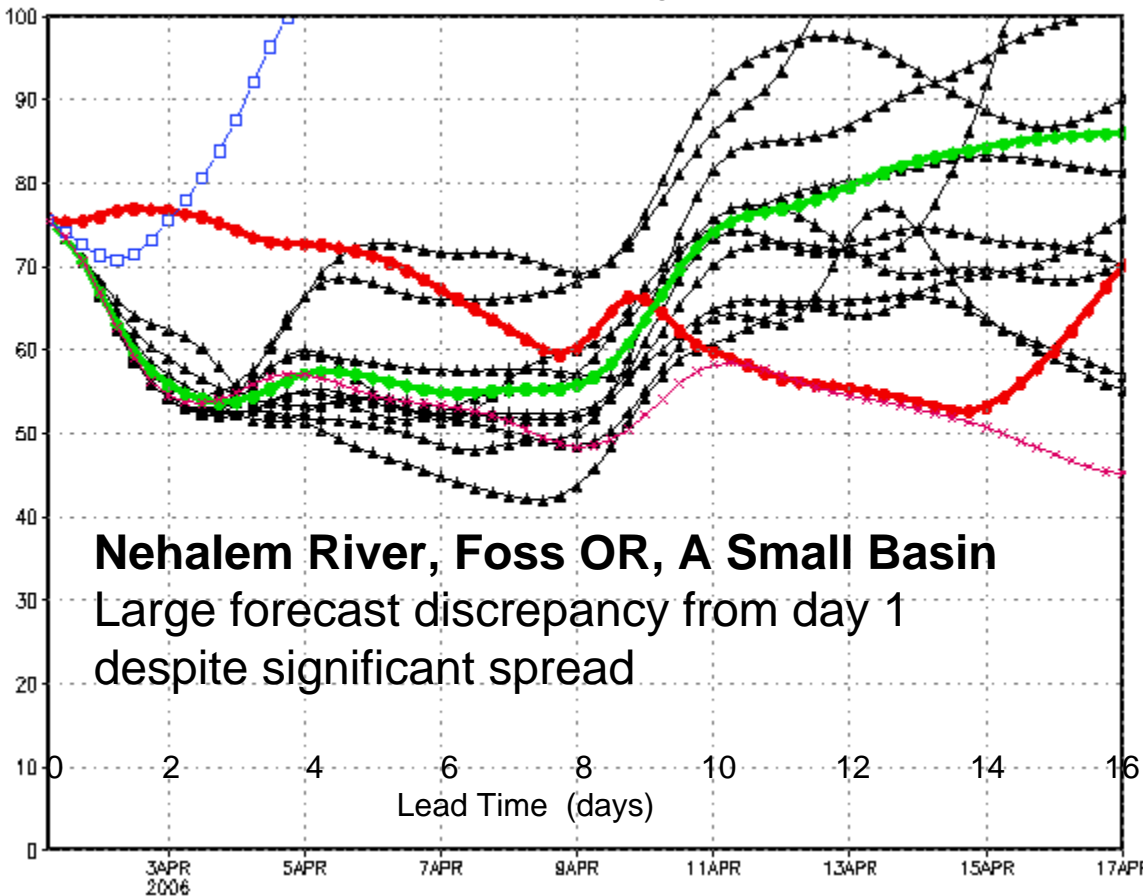 100
90
80
70
60
50
40
Nehalem River, Foss OR, A Small Basin
30
Large forecast discrepancy from day 1
despite significant spread
20
10
0 2 4 6 8 10 12 14 16
Lead Time (days)
0
3APR 5APR 7APR 9APR 11APR 13APR 15APR 17APR
2006